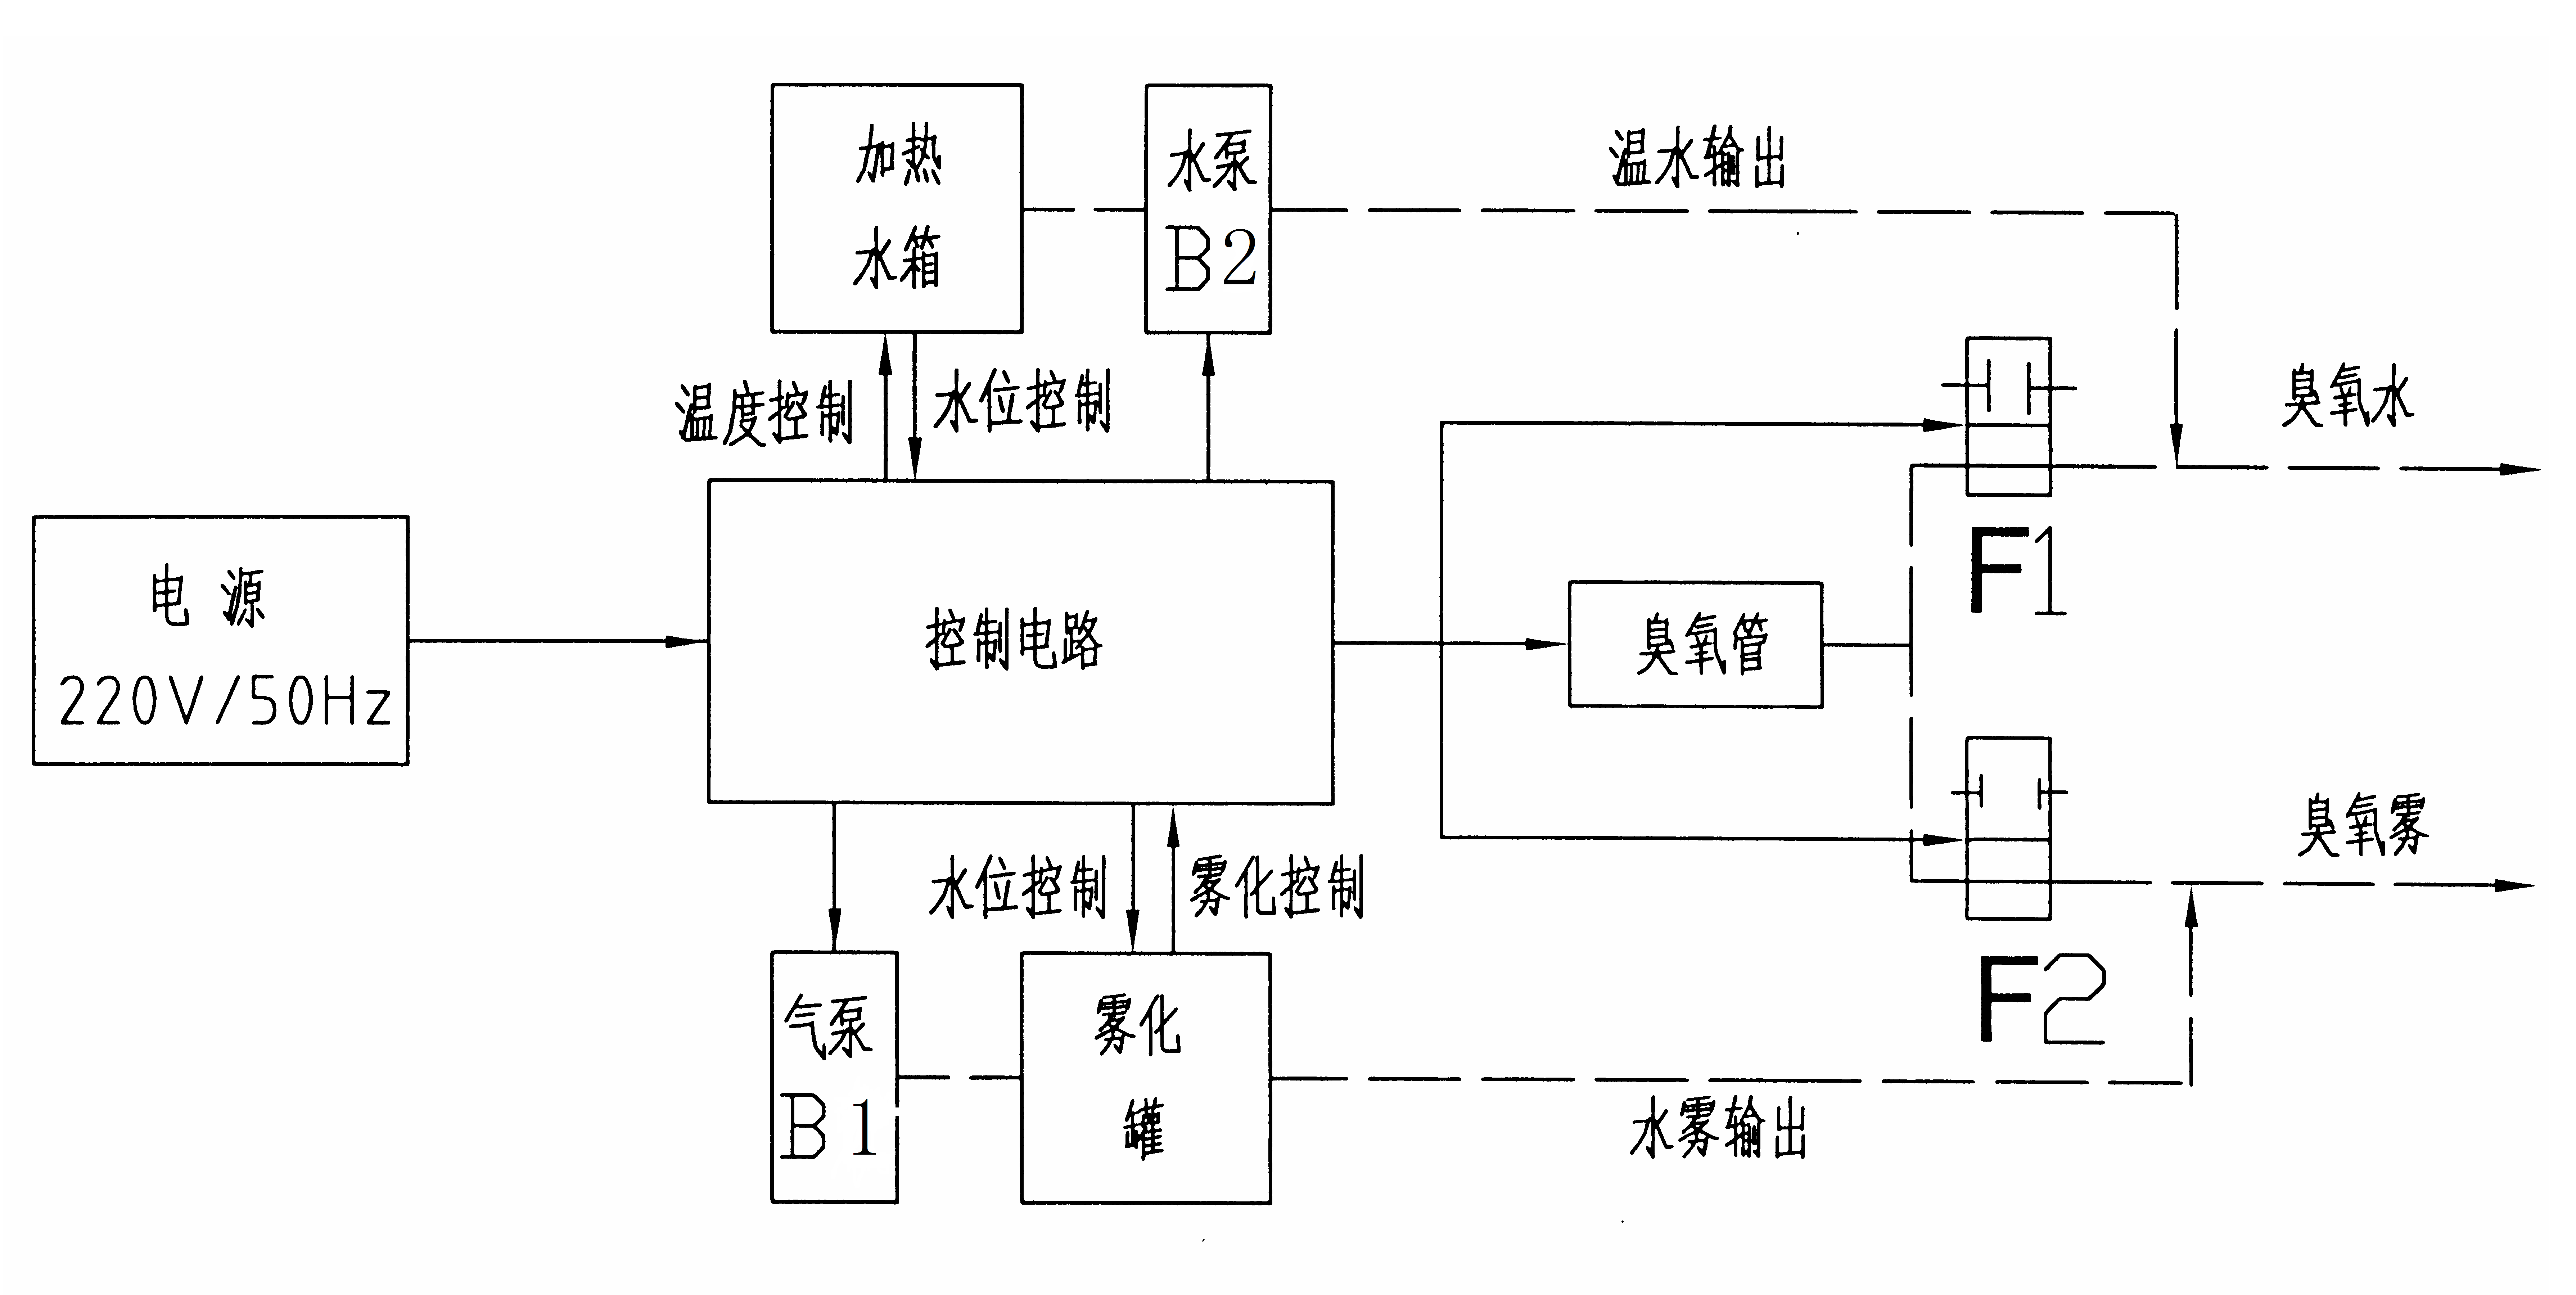 加热
水箱
水泵
B2
温水输出
温度控制
水位控制
臭氧水
电 源
220V/50Hz
控制电路
臭氧管
F1
水位控制
雾化控制
臭氧雾
气泵
B1
雾化
罐
F2
水雾输出